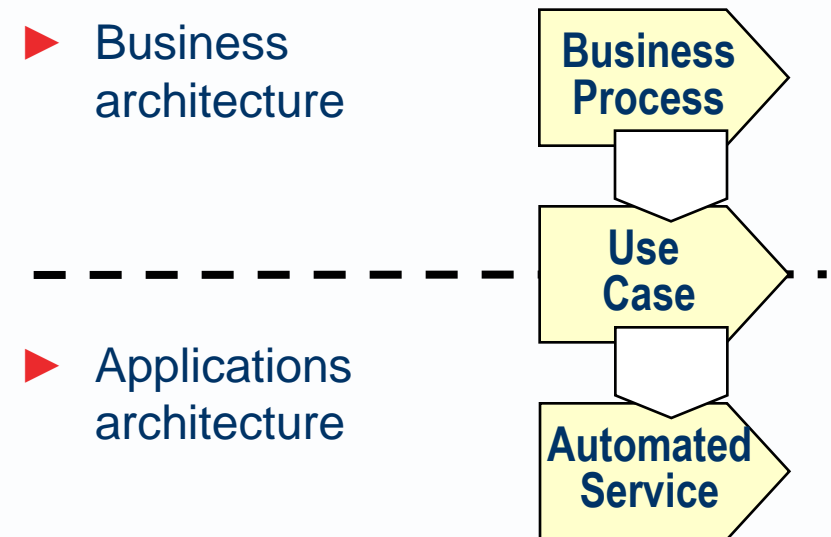 Business
architecture
Business
Process
Use
Case
Applications
architecture
Automated
Service